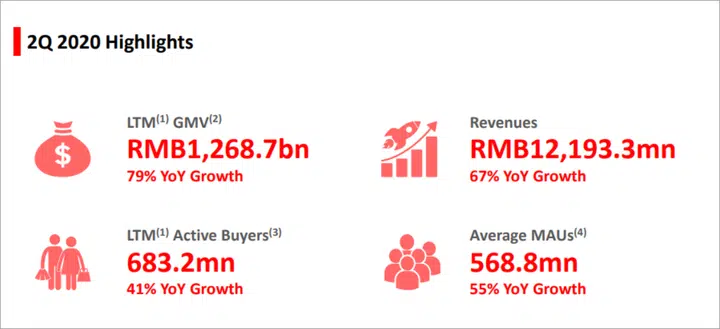 2Q 2020 Highlights
$
LTM(1) GMV(2)
RMB1,268.7bn
79% YoY Growth
Revenues
RMB12,193.3mn
67% YoY Growth
LTM(1) Active Buyers(3)
683.2mn
41% YoY Growth
Average MAUs(4)
568.8mn
55% YoY Growth